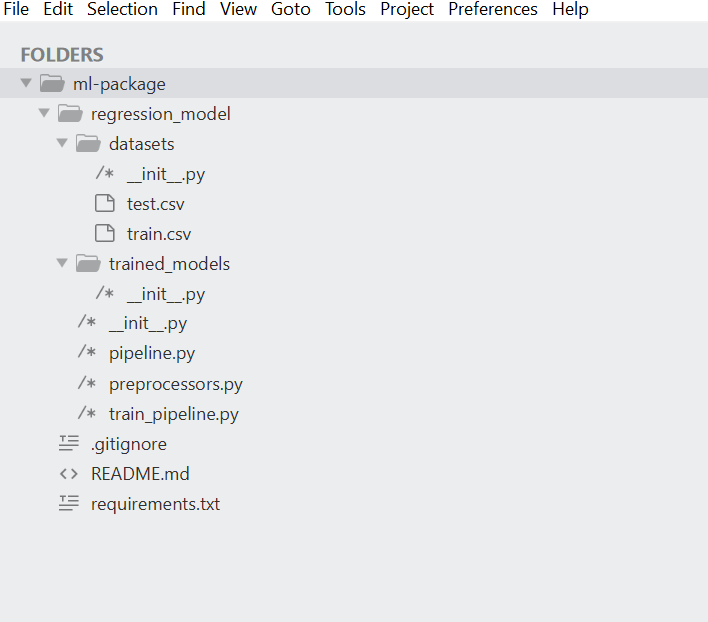 File Edit Selection Find View Goto Tools Project Preferences Help
FOLDERS
ml-package
regression_model
datasets
/* __init__.py
test.csv
train.csv
trained_models
/* __init__.py
/* __init__.py
/* pipeline.py
/* preprocessors.py
/* train_pipeline.py
.gitignore
<> README.md
requirements.txt